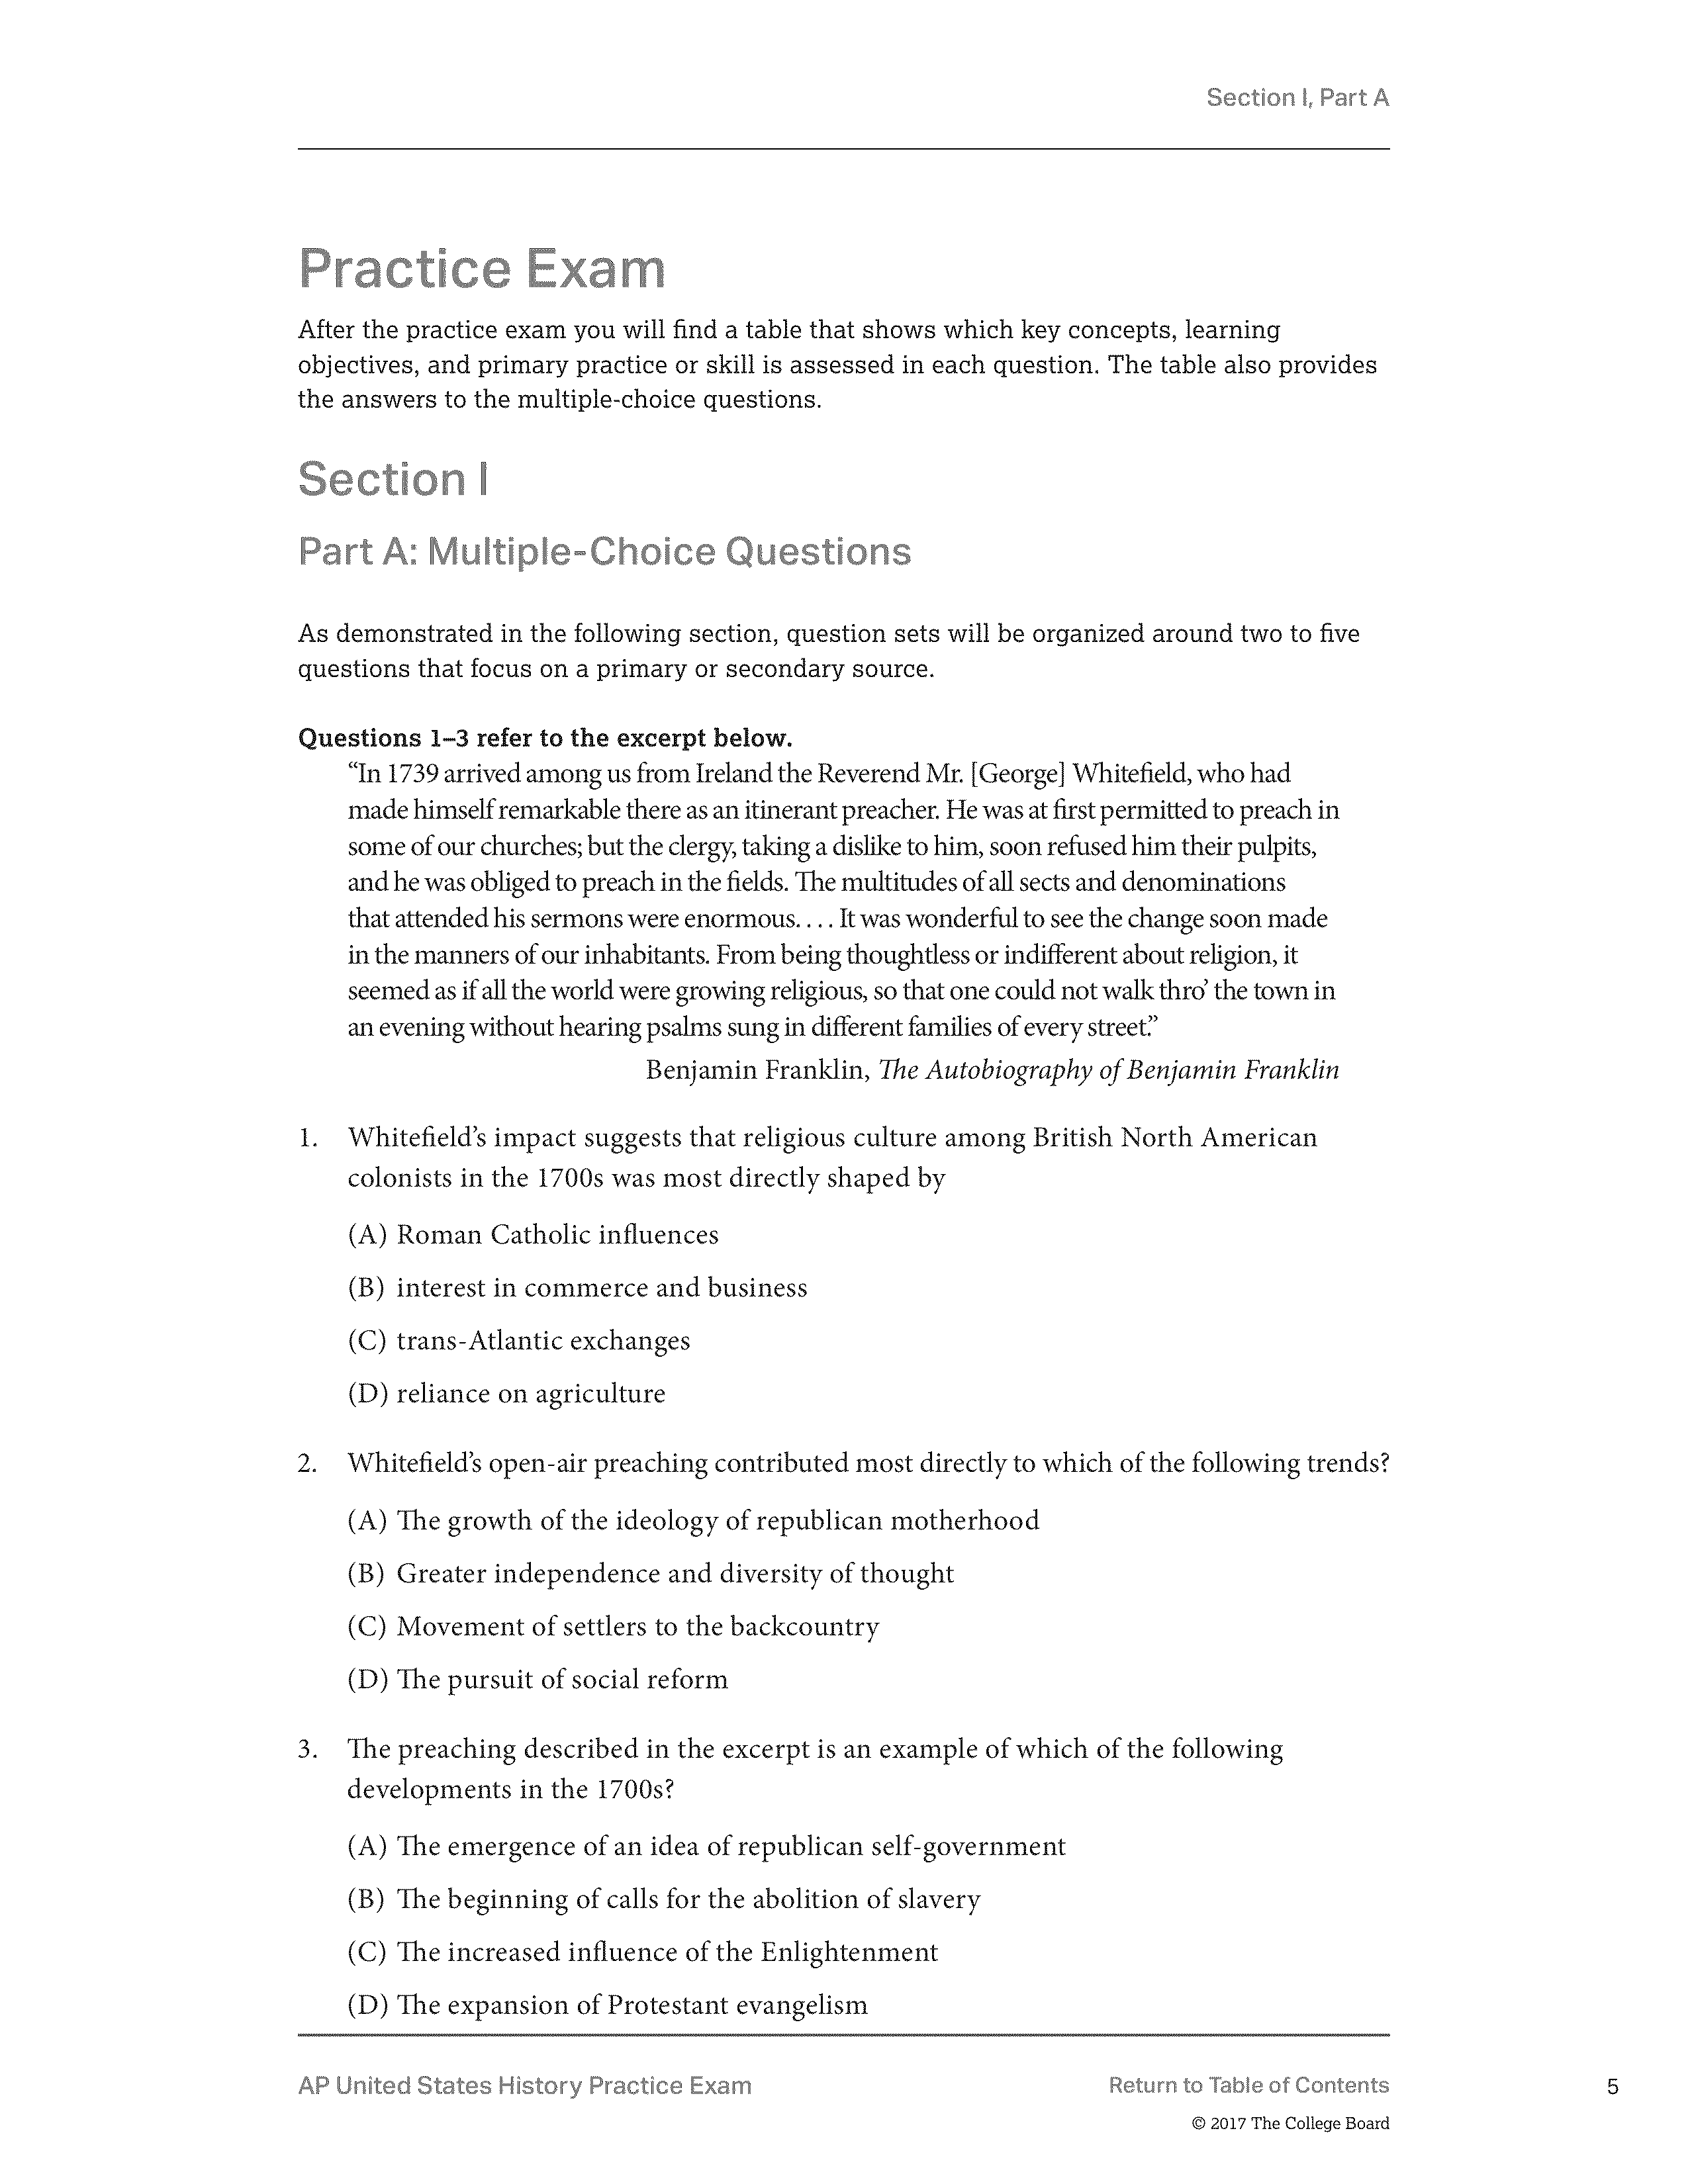 Section I, Part A
Practice Exam
After the practice exam you will find a table that shows which key concepts, learning
objectives, and primary practice or skill is assessed in each question. The table also provides
the answers to the multiple-choice questions.
Section I
Part A: Multiple-Choice Questions
As demonstrated in the following section, question sets will be organized around two to five
questions that focus on a primary or secondary source.
Questions 1–3 refer to the excerpt below.
“In 1739 arrived among us from Ireland the Reverend Mr. [George] Whitefield, who had
made himself remarkable there as an itinerant preacher. He was at first permitted to preach in
some of our churches; but the clergy, taking a dislike to him, soon refused him their pulpits,
and he was obliged to preach in the fields. The multitudes of all sects and denominations
that attended his sermons were enormous. . . . It was wonderful to see the change soon made
in the manners of our inhabitants. From being thoughtless or indifferent about religion, it
seemed as if all the world were growing religious, so that one could not walk thro’ the town in
an evening without hearing psalms sung in different families of every street.”
Benjamin Franklin, The Autobiography of Benjamin Franklin
1. Whitefield’s impact suggests that religious culture among British North American
colonists in the 1700s was most directly shaped by
(A) Roman Catholic influences
(B) interest in commerce and business
(C) trans-Atlantic exchanges
(D) reliance on agriculture
2. Whitefield’s open-air preaching contributed most directly to which of the following trends?
(A) The growth of the ideology of republican motherhood
(B) Greater independence and diversity of thought
(C) Movement of settlers to the backcountry
(D) The pursuit of social reform
3. The preaching described in the excerpt is an example of which of the following
developments in the 1700s?
(A) The emergence of an idea of republican self-government
(B) The beginning of calls for the abolition of slavery
(C) The increased influence of the Enlightenment
(D) The expansion of Protestant evangelism
AP United States History Practice Exam
Return to Table of Contents
5
© 2017 The College Board